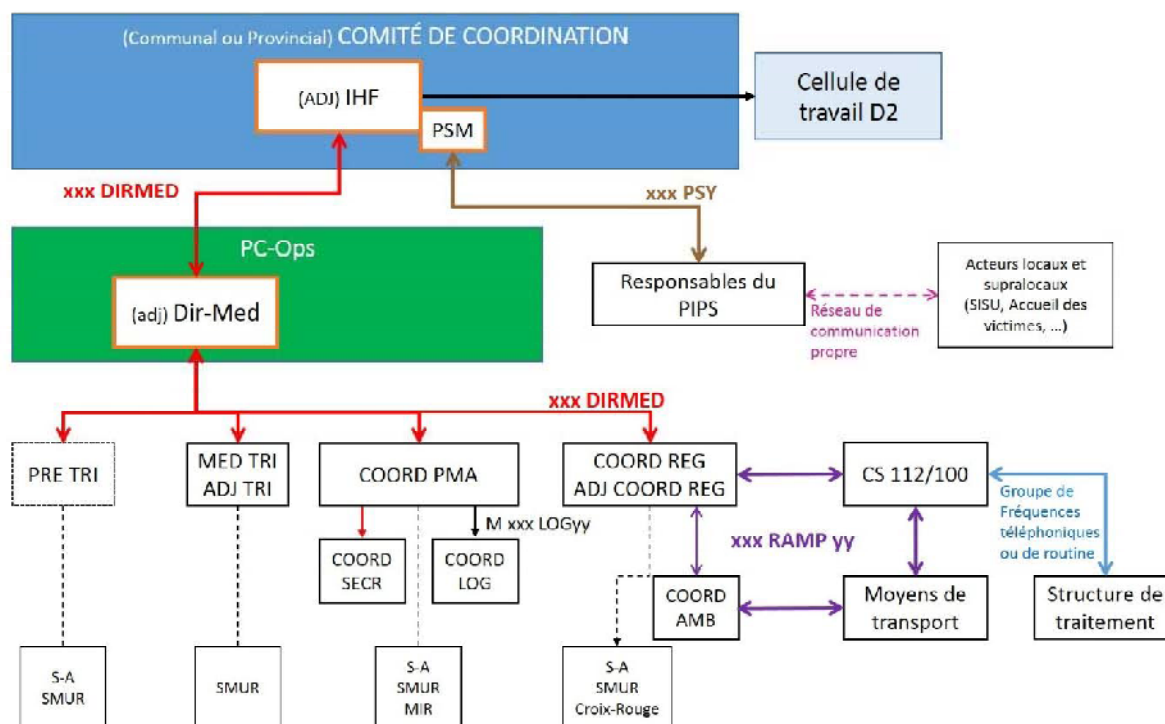 (Communal ou Provincial) COMITÉ DE COORDINATION
(ADJ) IHF
PSM
Cellule de
travail D2
xxx DIRMED
xxx PSY
PC-Ops
(adj) Dir-Med
Responsables du
PIPS
Réseau de
communication
propre
Acteurs locaux et
supralocaux
(SISU, Accueil des
victimes, ...)
xxx DIRMED
PRE TRI
MED TRI
ADJ TRI
COORD PMA
COORD REG
ADJ COORD REG
CS 112/100
Groupe de
Fréquences
téléphoniques
ou de routine
M xxx LOGyy
COORD
SECR
COORD
LOG
xxx RAMP yy
COORD
AMB
Moyens de
transport
Structure de
traitement
S-A
SMUR
SMUR
S-A
SMUR
MIR
S-A
SMUR
Croix-Rouge